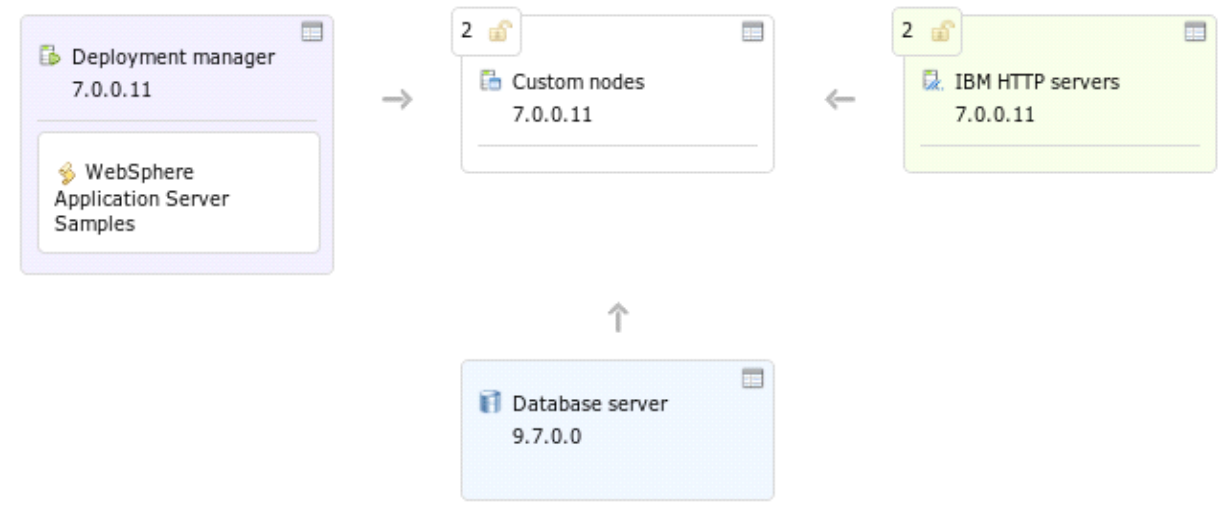 Deployment manager
7.0.0.11
WebSphere
Application Server
Samples
2
Custom nodes
7.0.0.11
2
IBM HTTP servers
7.0.0.11
Database server
9.7.0.0